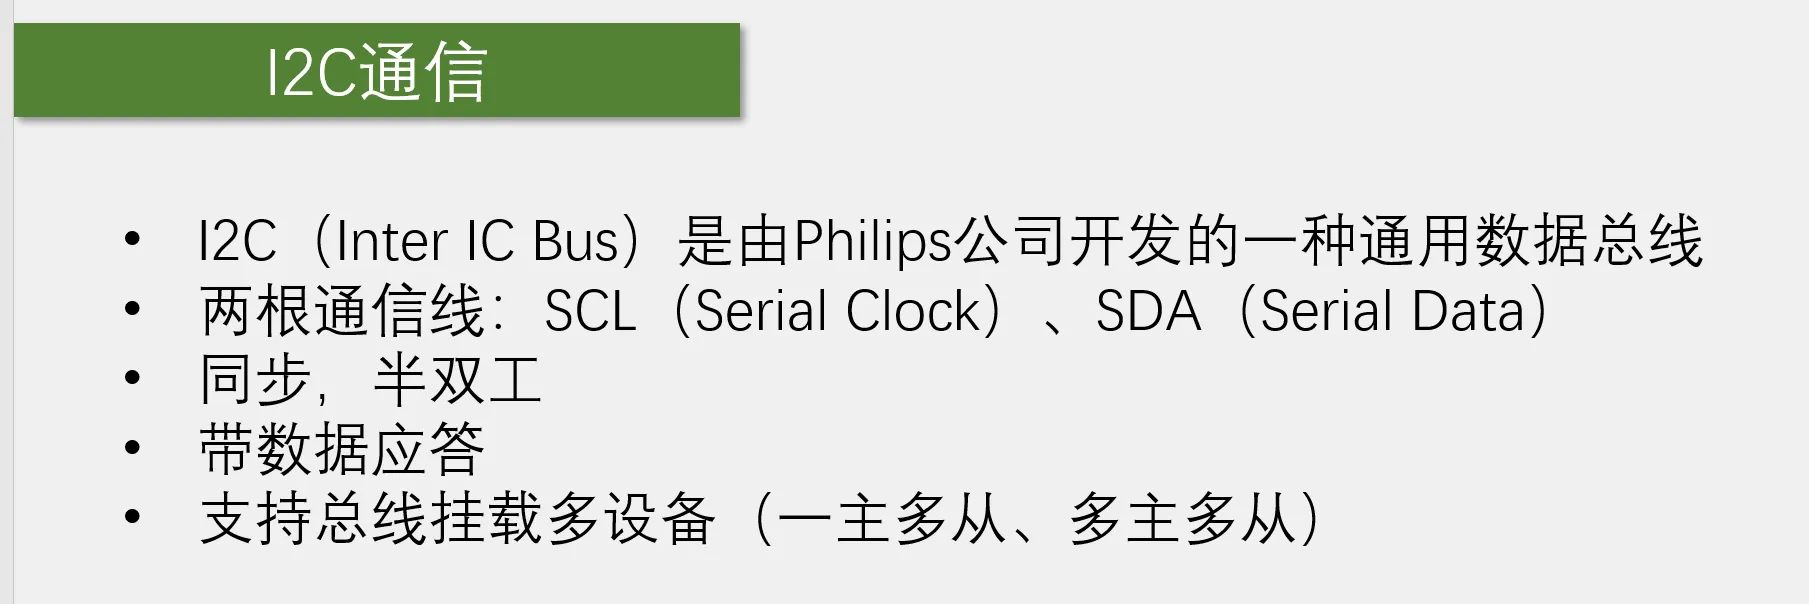 I2C通信
• I2C（Inter IC Bus）是由Philips公司开发的一种通用数据总线
• 两根通信线：SCL（Serial Clock）、SDA（Serial Data）
• 同步，半双工
• 带数据应答
• 支持总线挂载多设备（一主多从、多主多从）